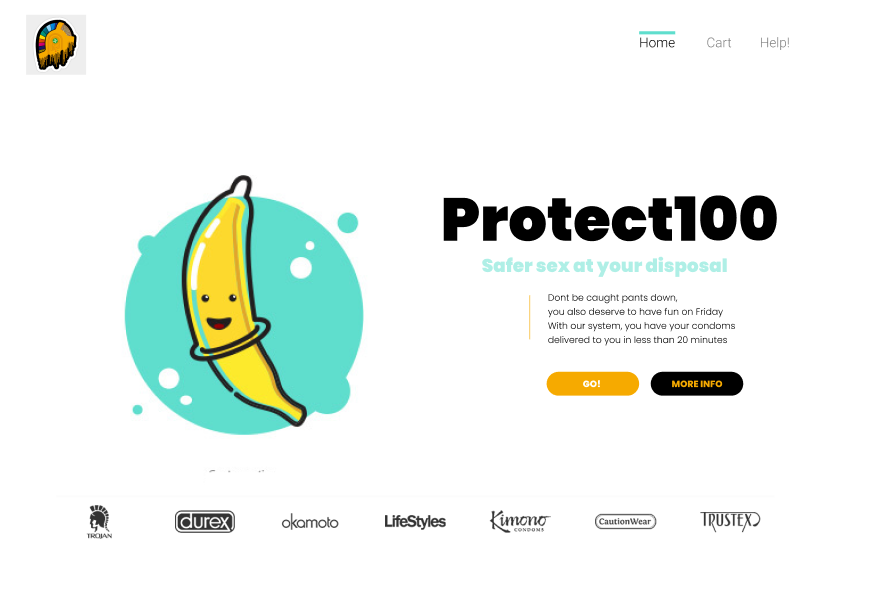 Home Cart Help!
Protect100
Safer sex at your disposal
Dont be caught pants down,
you also deserve to have fun on Friday
With our system, you have your condoms
delivered to you in less than 20 minutes
GO! MORE INFO
TROJAN durex okamoto LifeStyles Kimono CONDOMS CautionWear TRUSTEX